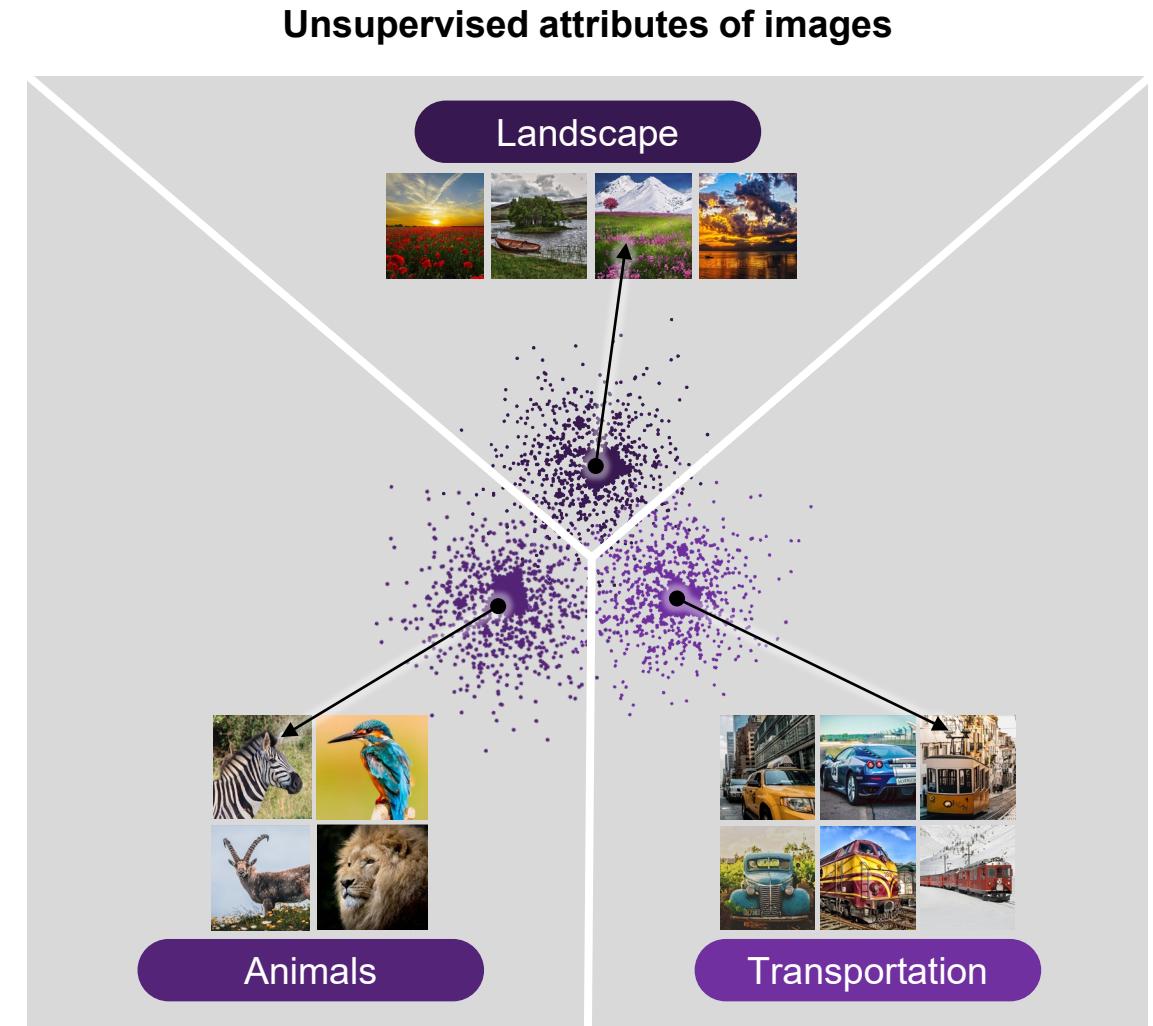 Unsupervised attributes of images
Landscape
Animals
Transportation